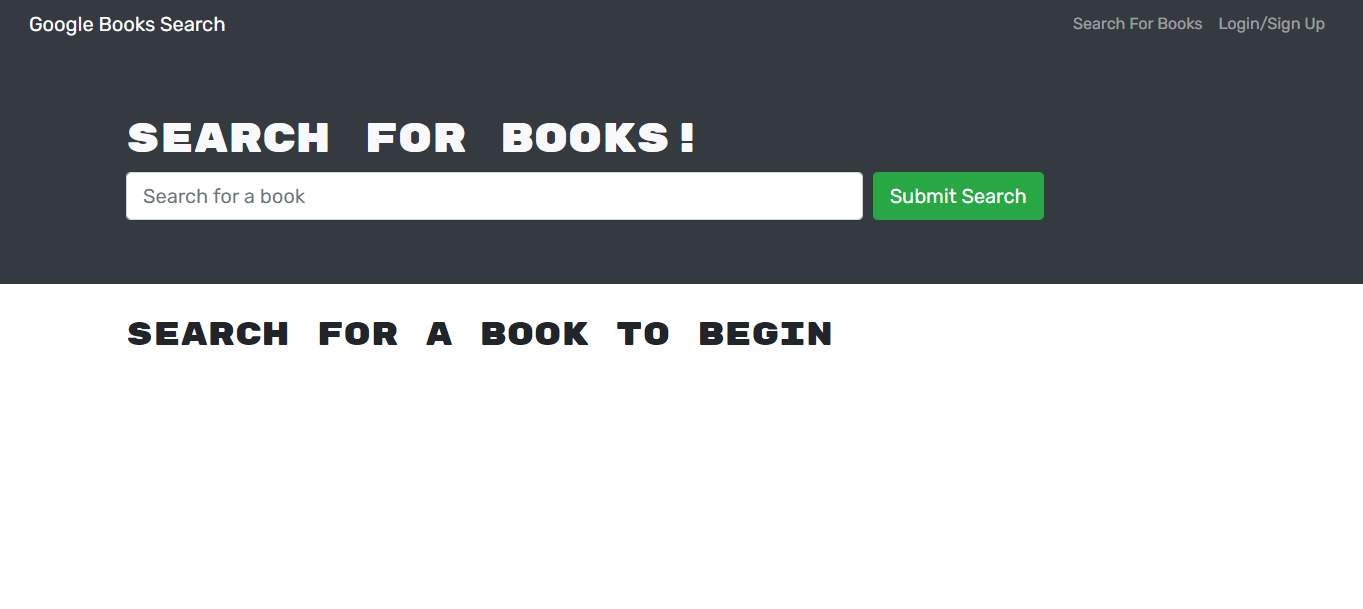 Google Books Search
Search For Books
Login/Sign Up
SEARCH FOR BOOKS!
Search for a book
Submit Search
SEARCH FOR A BOOK TO BEGIN